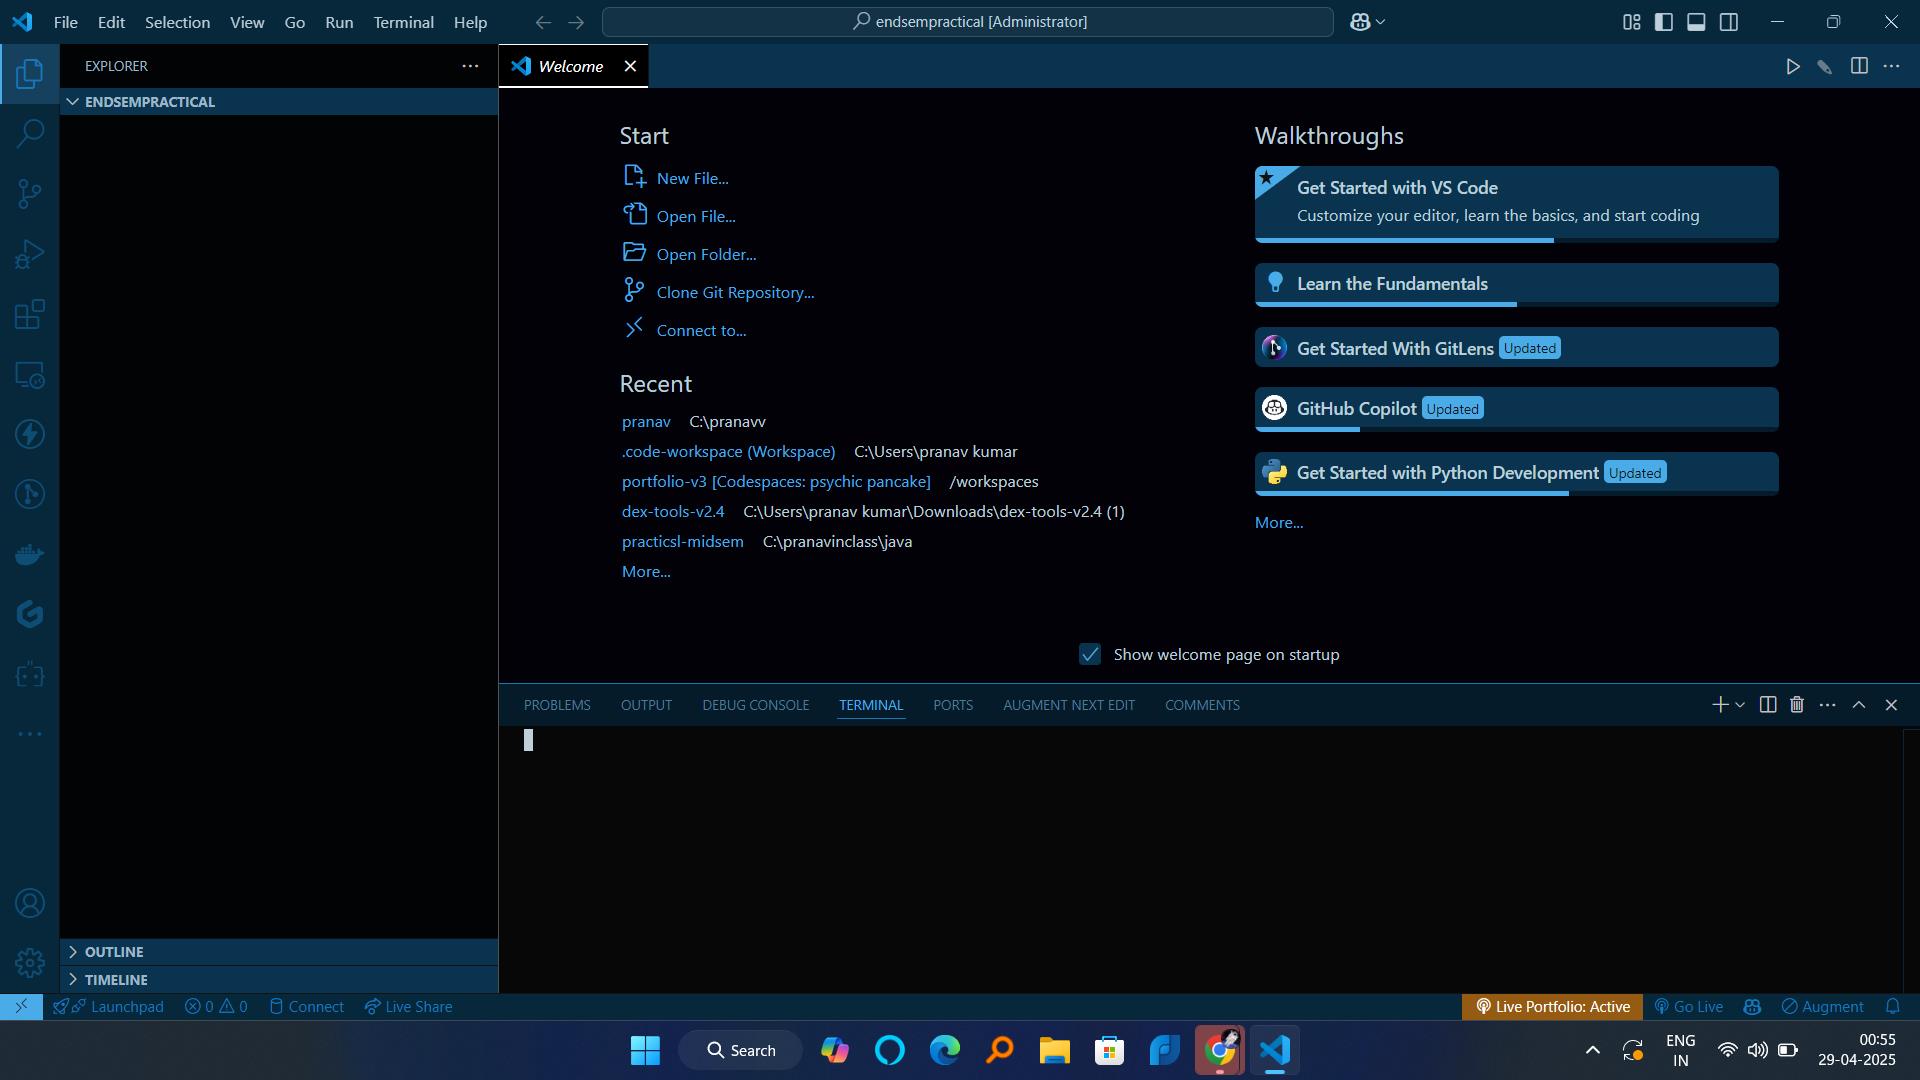 File Edit Selection View Go Run Terminal Help
endsempractical [Administrator]
EXPLORER
Welcome
ENDSEMPRACTICAL
Start
New File...
Open File...
Open Folder...
Clone Git Repository...
Connect to...
Recent
pranav C:\pranavv
.code-workspace (Workspace) C:\Users\pranav kumar
portfolio-v3 [Codespaces: psychic pancake] /workspaces
dex-tools-v2.4 C:\Users\pranav kumar\Downloads\dex-tools-v2.4 (1)
practicsl-midsem C:\pranavinclass\java
More...
Walkthroughs
Get Started with VS Code
Customize your editor, learn the basics, and start coding
Learn the Fundamentals
Get Started With GitLens Updated
GitHub Copilot Updated
Get Started with Python Development Updated
More...
Show welcome page on startup
PROBLEMS OUTPUT DEBUG CONSOLE TERMINAL PORTS AUGMENT NEXT EDIT COMMENTS
OUTLINE
TIMELINE
Launchpad 0 0 Connect Live Share
Live Portfolio: Active Go Live Augment
Search
ENG
IN
00:55
29-04-2025